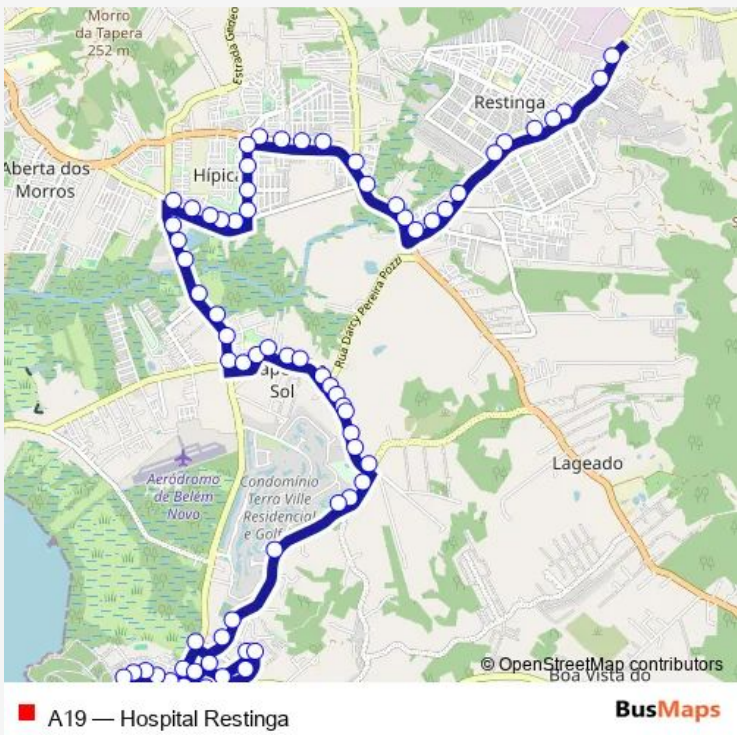 Morro
da Tapera
252 m
Estrada Gedeo
Restinga
Aberta dos
Morros
Hípica
Rua Darcy Pereira Pozzi
Sol
Lageado
Aeródromo
de Belém
Novo
Condomínio
Terra Ville
Residencial
e Golf
© OpenStreetMap contributors
Boa Vista do
A19 — Hospital Restinga
BusMaps